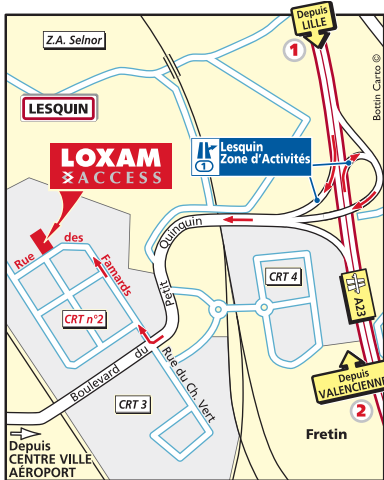 Depuis
LILLE
Z.A. Selnor
1
Bottin Carto ©
LESQUIN
LOXAM
ACCESS
1
Lesquin
Zone d'Activités
Rue des Famards
Boulevard du Petit Quinquin
CRT 4
A23
CRT n°2
Rue du Ch. Vert
Depuis
VALENCIENNE
2
CRT 3
Fretin
Depuis
CENTRE VILLE
AÉROPORT